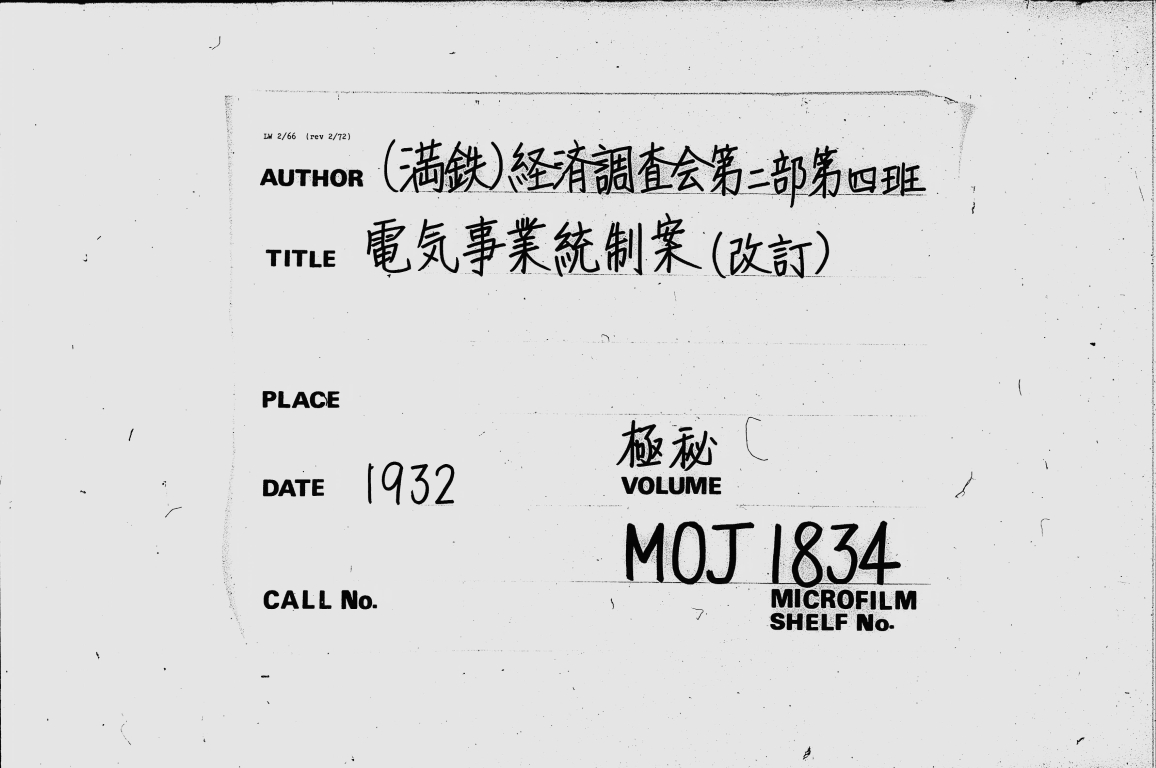 LW 2/66 (rev 2/72)
AUTHOR (満鉄)経済調査会第二部第四班
TITLE 電気事業統制案(改訂)
PLACE
極秘
DATE 1932 VOLUME
MOJ 1834
CALL No. MICROFILM
SHELF No.